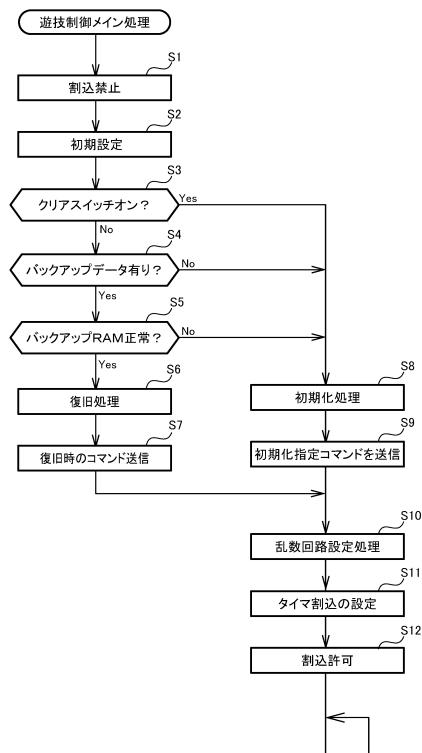 遊技制御メイン処理
S1
割込禁止
S2
初期設定
S3
クリアスイッチオン？
Yes
No
S4
バックアップデータ有り？
No
Yes
S5
バックアップRAM正常？
No
Yes
S6
復旧処理
S7
復旧時のコマンド送信
S8
初期化処理
S9
初期化指定コマンドを送信
S10
乱数回路設定処理
S11
タイマ割込の設定
S12
割込許可